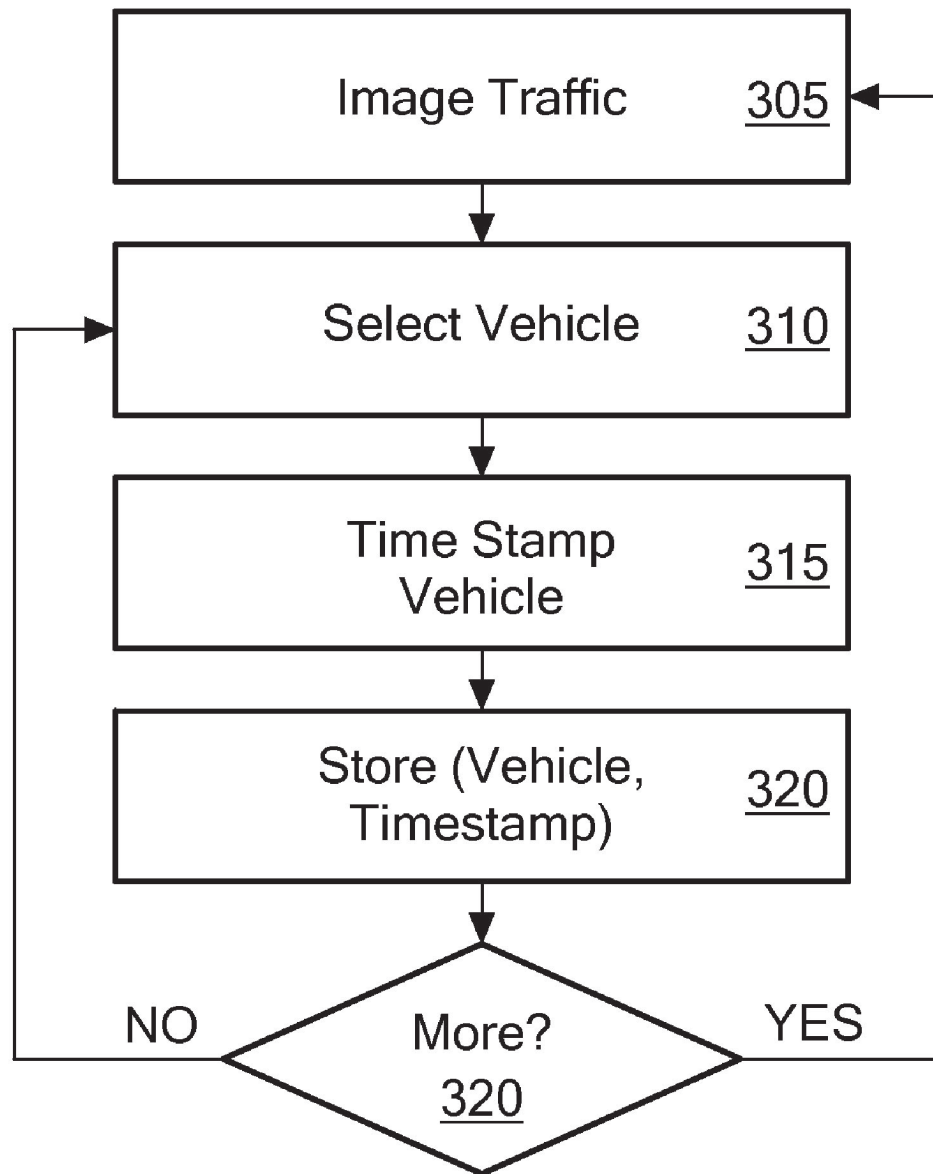 Image Traffic 305
Select Vehicle 310
Time Stamp
Vehicle
315
Store (Vehicle,
Timestamp)
320
NO
More?
YES
320